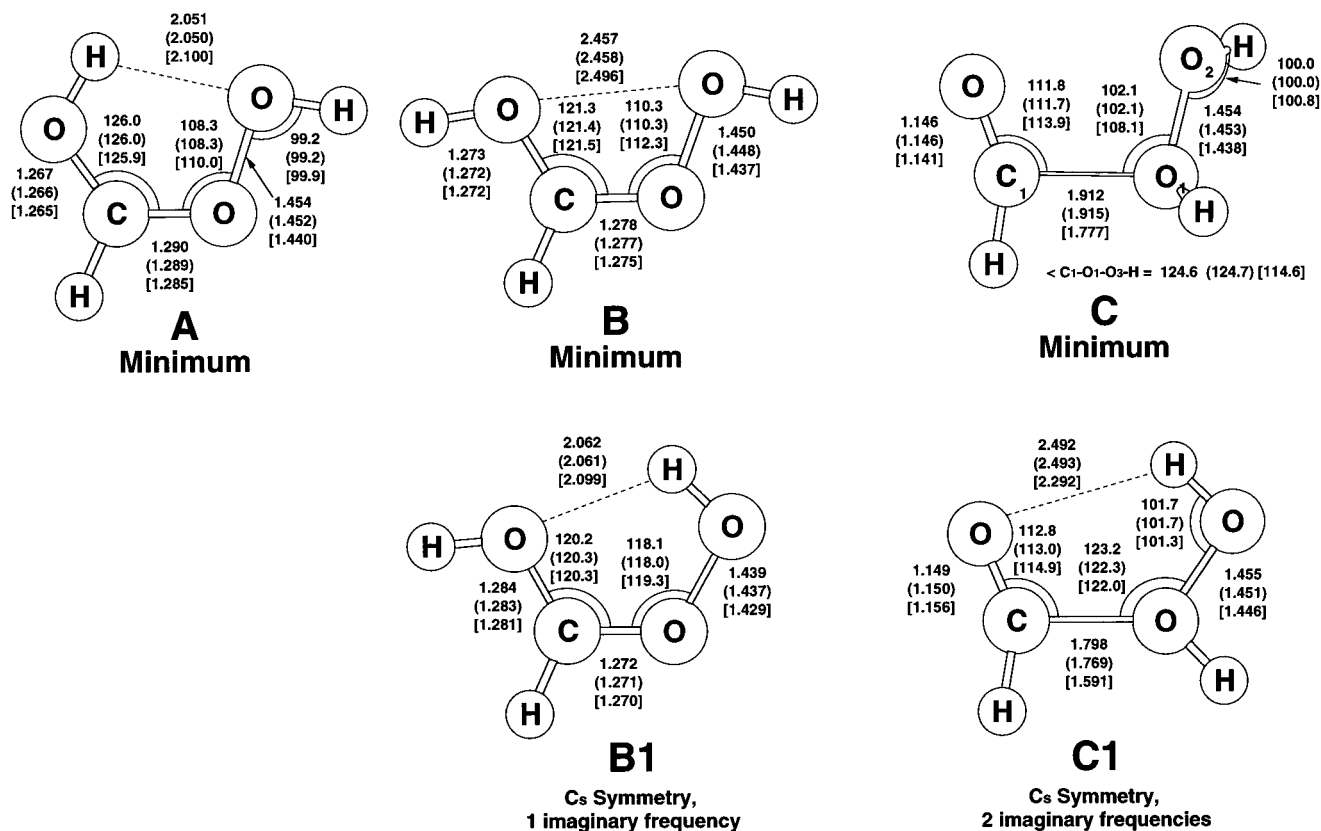 2.051
(2.050)
[2.100]
H
O
O
H
126.0
(126.0)
[125.9]
108.3
(108.3)
[110.0]
99.2
(99.2)
[99.9]
1.267
(1.266)
[1.265]
1.454
(1.452)
[1.440]
C
O
1.290
(1.289)
[1.285]
H
A
Minimum
2.457
(2.458)
[2.496]
H
O
O
H
121.3
(121.4)
[121.5]
110.3
(110.3)
[112.3]
1.273
(1.272)
[1.272]
1.450
(1.448)
[1.437]
C
O
1.278
(1.277)
[1.275]
H
B
Minimum
O
O2
H
100.0
(100.0)
[100.8]
111.8
(111.7)
[113.9]
102.1
(102.1)
[108.1]
1.454
(1.453)
[1.438]
1.146
(1.146)
[1.141]
C1
O1
1.912
(1.915)
[1.777]
H
H
< C1-O1-O3-H = 124.6 (124.7) [114.6]
C
Minimum
2.062
(2.061)
[2.099]
H
H
O
O
120.2
(120.3)
[120.3]
118.1
(118.0)
[119.3]
1.284
(1.283)
[1.281]
1.439
(1.437)
[1.429]
C
O
1.272
(1.271)
[1.270]
H
B1
Cs Symmetry,
1 imaginary frequency
2.492
(2.493)
[2.292]
H
O
O
112.8
(113.0)
[114.9]
123.2
(122.3)
[122.0]
101.7
(101.7)
[101.3]
1.149
(1.150)
[1.156]
1.455
(1.451)
[1.446]
C
O
1.798
(1.769)
[1.591]
H
H
C1
Cs Symmetry,
2 imaginary frequencies